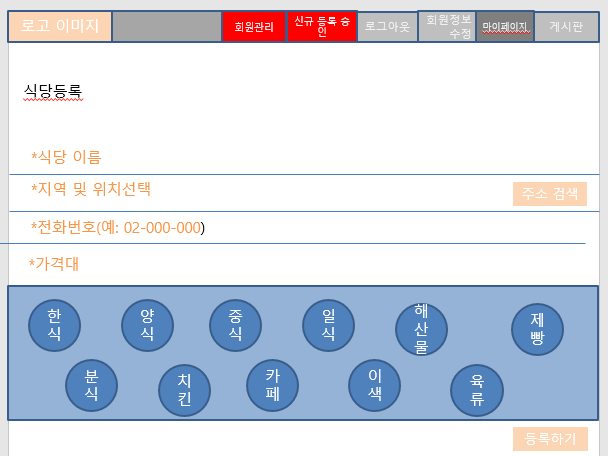 로고 이미지
회원관리
신규 등록 승
인
로그아웃
회원정보
수정
마이페이지
게시판
식당등록
*식당 이름
*지역 및 위치선택
주소 검색
*전화번호(예: 02-000-000)
*가격대
한
식
양
식
중
식
일
식
해
산
물
제
빵
분
식
치
킨
카
페
이
색
육
류
등록하기